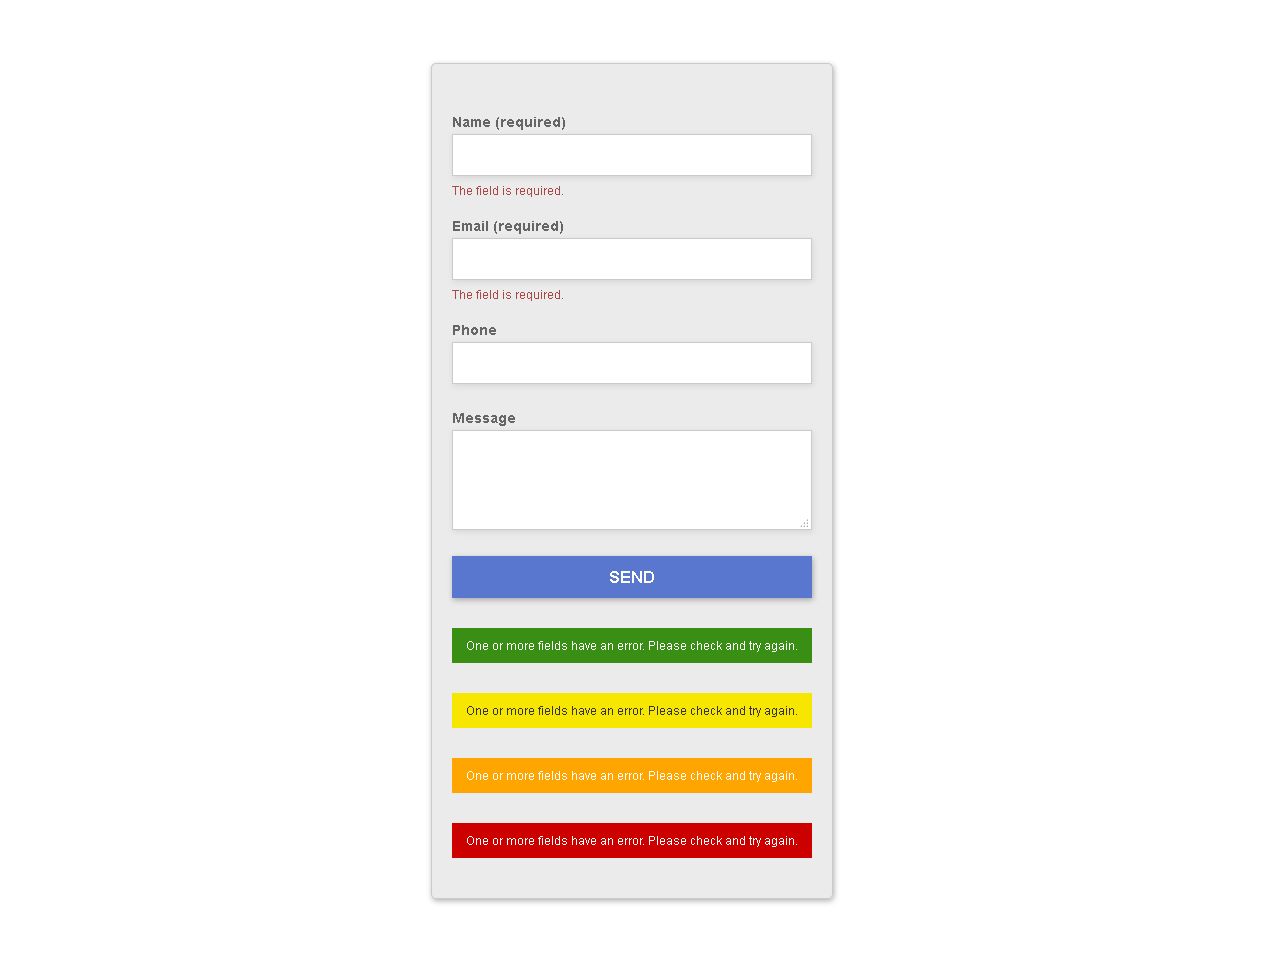 Name (required)
The field is required.
Email (required)
The field is required.
Phone
Message
SEND
One or more fields have an error. Please check and try again.
One or more fields have an error. Please check and try again.
One or more fields have an error. Please check and try again.
One or more fields have an error. Please check and try again.